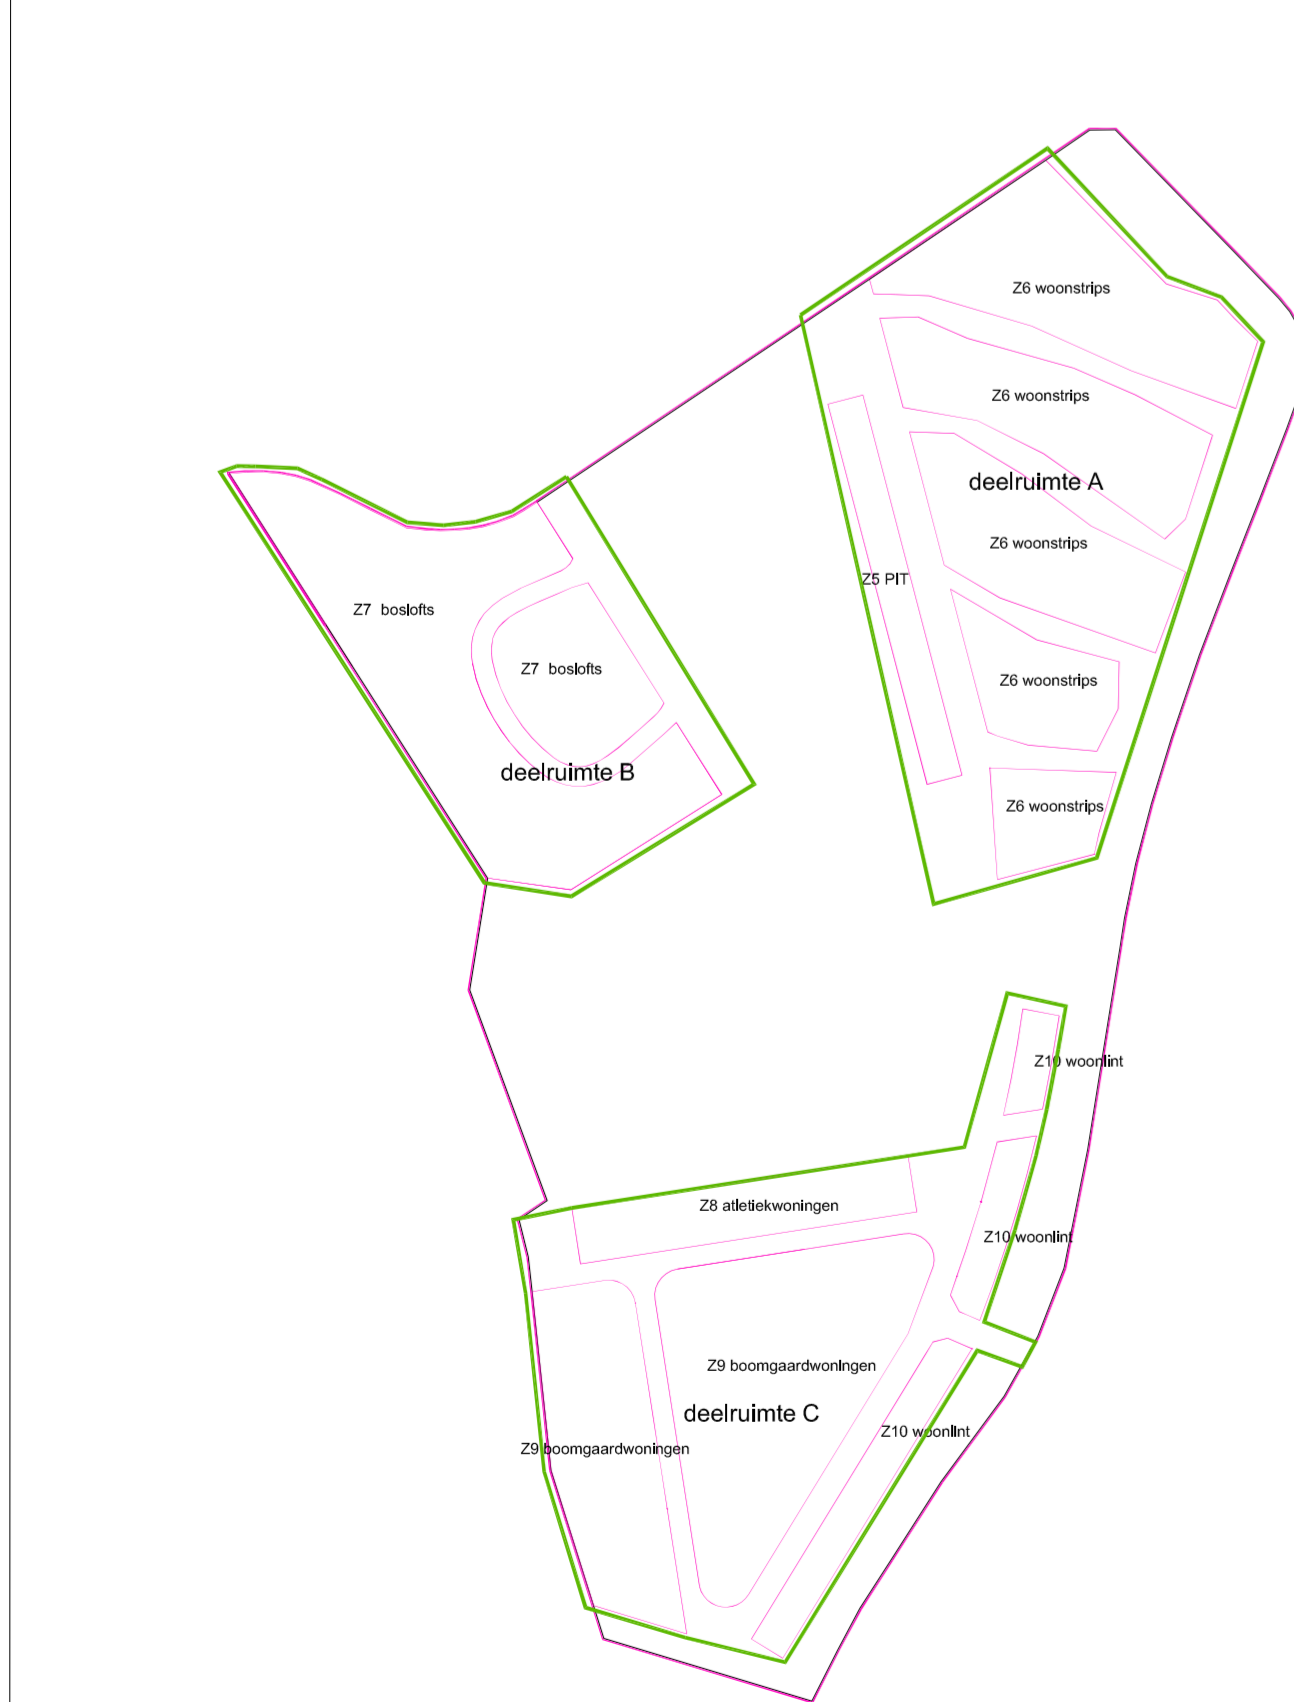 Z6 woonstrips
Z6 woonstrips
deelruimte A
Z6 woonstrips
Z5 PIT
Z7 boslofts
Z7 boslofts
Z6 woonstrips
deelruimte B
Z6 woonstrips
Z10 woonlint
Z8 atletiekwoningen
Z10 woonlint
Z9 boomgaardwoningen
deelruimte C
Z10 woonlint
Z9 boomgaardwoningen